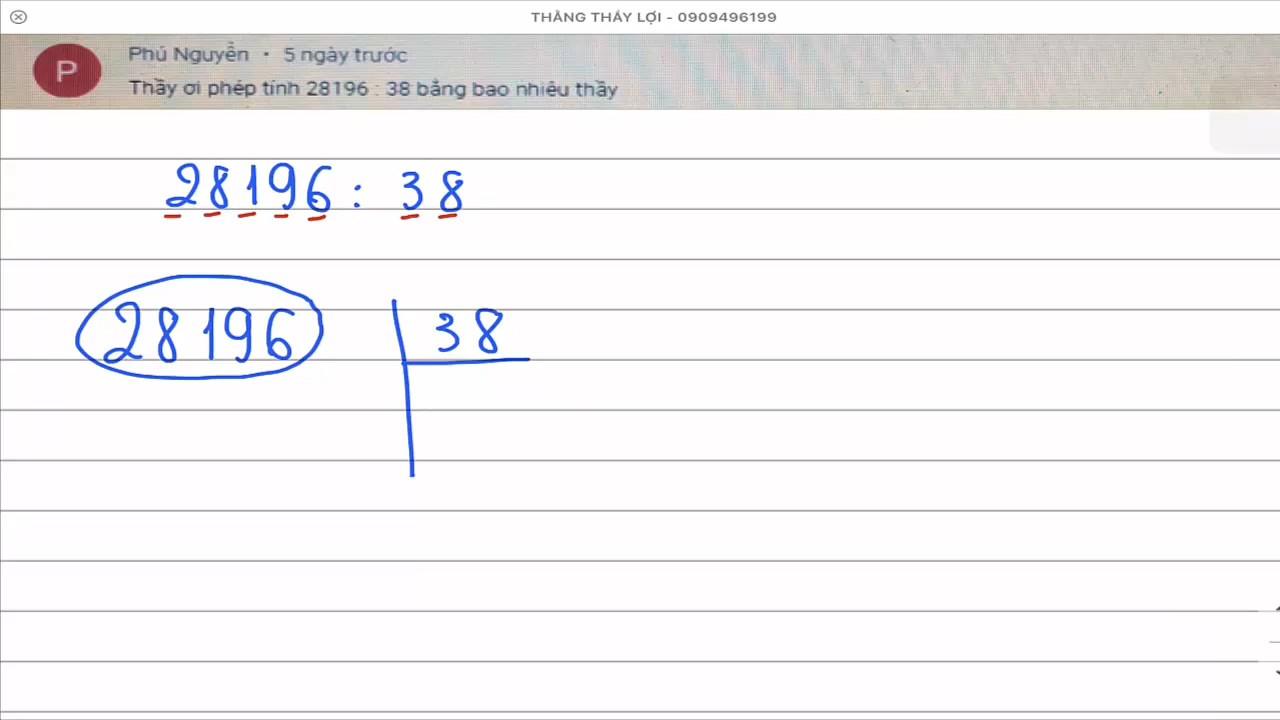 THẦNG THẦY LỢI - 0909496199
P
Phú Nguyễn • 5 ngày trước
Thầy ơi phép tính 28196 : 38 bằng bao nhiêu thầy
28196 : 38
28196 38